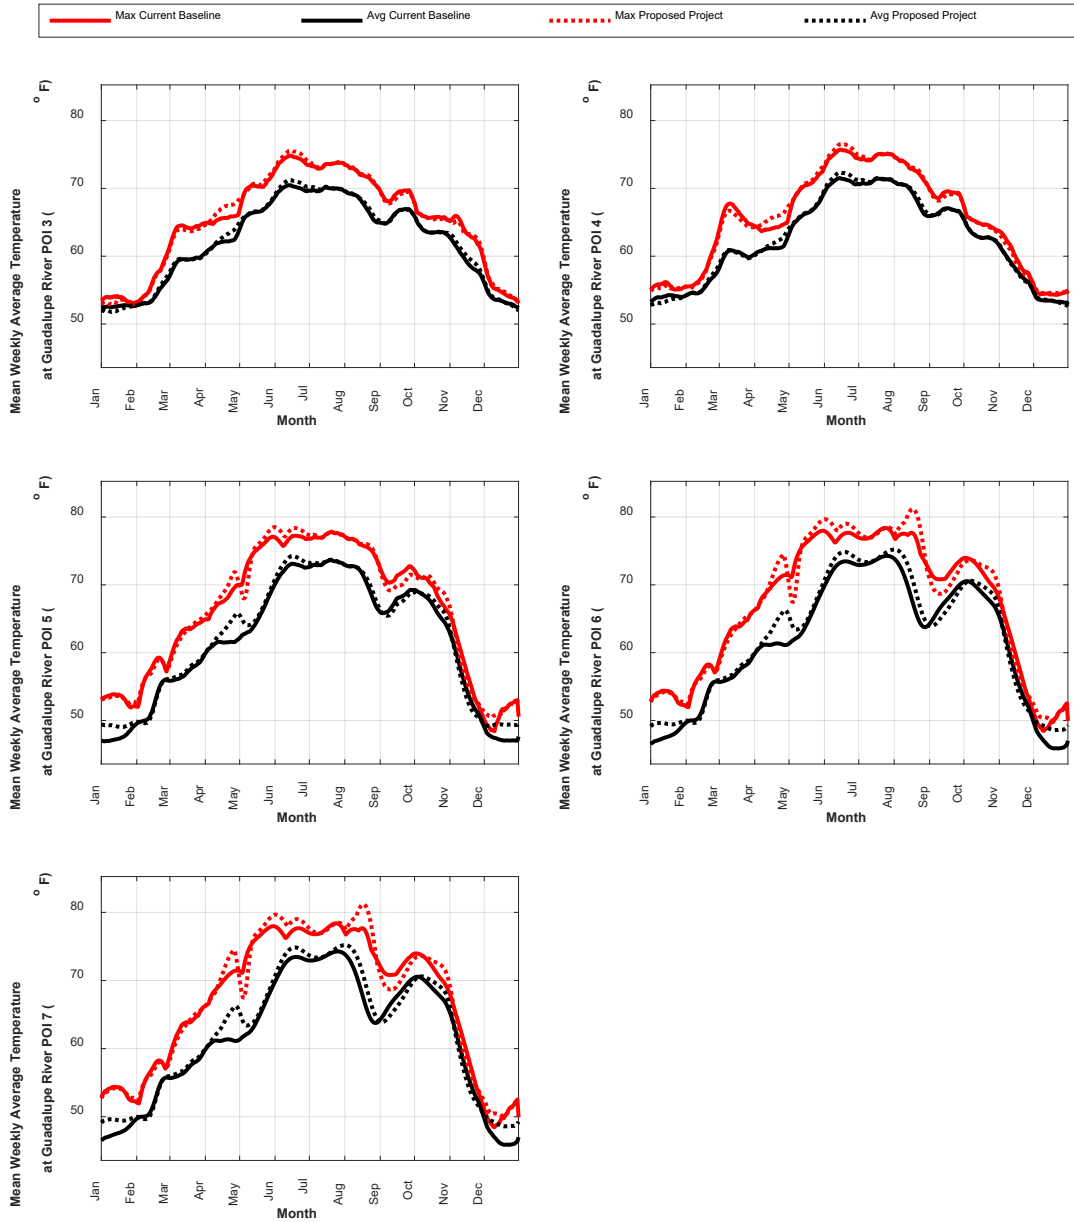 Max Current Baseline Avg Current Baseline Max Proposed Project Avg Proposed Project
Mean Weekly Average Temperature
at Guadalupe River POI 3 (
o F)
80
70
60
50
Jan Feb Mar Apr May Jun Jul Aug Sep Oct Nov Dec
Month
Mean Weekly Average Temperature
at Guadalupe River POI 4 (
o F)
80
70
60
50
Jan Feb Mar Apr May Jun Jul Aug Sep Oct Nov Dec
Month
Mean Weekly Average Temperature
at Guadalupe River POI 5 (
o F)
80
70
60
50
Jan Feb Mar Apr May Jun Jul Aug Sep Oct Nov Dec
Month
Mean Weekly Average Temperature
at Guadalupe River POI 6 (
o F)
80
70
60
50
Jan Feb Mar Apr May Jun Jul Aug Sep Oct Nov Dec
Month
Mean Weekly Average Temperature
at Guadalupe River POI 7 (
o F)
80
70
60
50
Jan Feb Mar Apr May Jun Jul Aug Sep Oct Nov Dec
Month